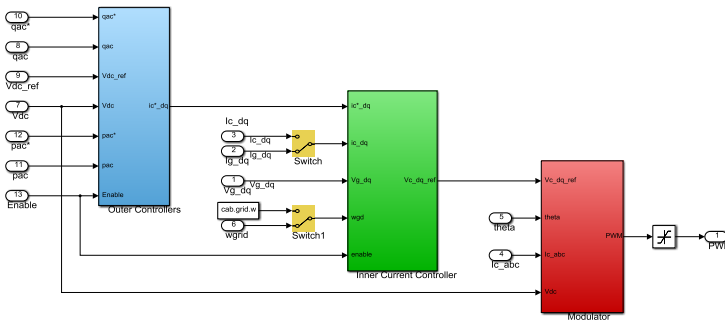 10
qac*
8
qac
9
Vdc_ref
7
Vdc
12
pac*
11
pac
13
Enable
qac*
qac
Vdc_ref
Vdc
pac*
pac
Enable
ic*_dq
Outer Controllers
Ic_dq
3
Ic_dq
2
Ig_dq
Ig_dq
Switch
1
Vg_dq
Vg_dq
cab.grid.w
6
wgrid
Switch1
ic*_dq
ic_dq
Vg_dq
wgd
enable
Vc_dq_ref
Inner Current Controller
5
theta
4
Ic_abc
Vc_dq_ref
theta
Ic_abc
Vdc
PWM
Modulator
1